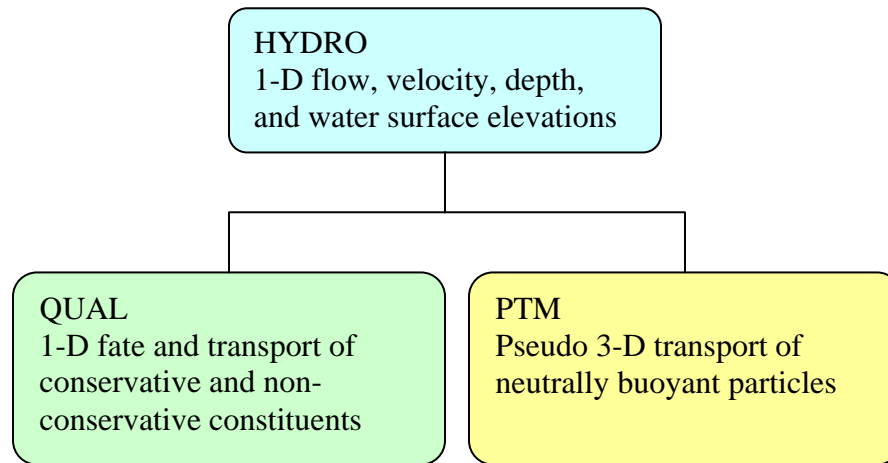 HYDRO
1-D flow, velocity, depth,
and water surface elevations
QUAL
1-D fate and transport of
conservative and non-
conservative constituents
PTM
Pseudo 3-D transport of
neutrally buoyant particles